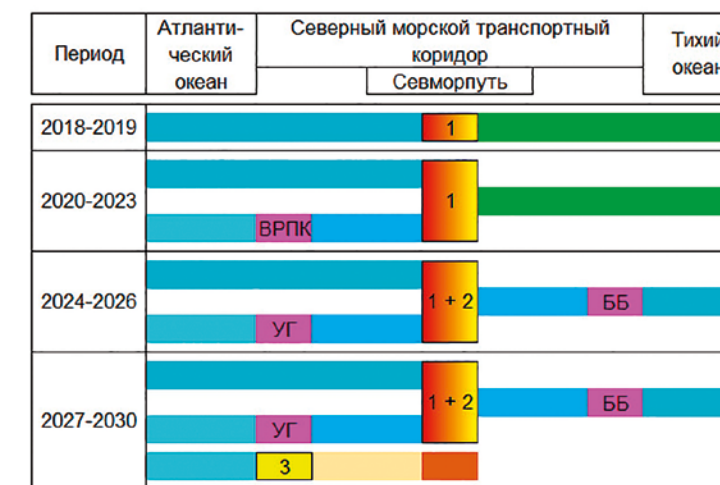 Период
Атланти-
ческий
океан
Северный морской транспортный
коридор
Севморпуть
Тихий
океан
2018-2019
1
2020-2023
1
ВРПК
2024-2026
1 + 2
ББ
УГ
2027-2030
1 + 2
ББ
УГ
3